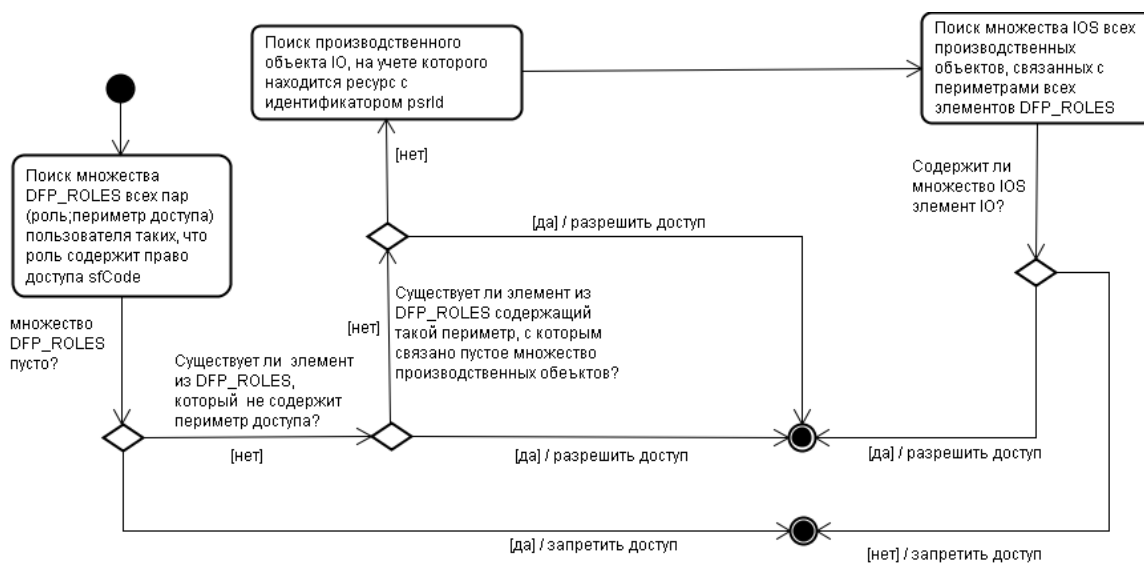 Поиск производственного
объекта IO, на учете которого
находится ресурс с
идентификатором psrId
Поиск множества IOS всех
производственных
объектов, связанных с
периметрами всех
элементов DFP_ROLES
Поиск множества
DFP_ROLES всех пар
(роль;периметр доступа)
пользователя таких, что
роль содержит право
доступа sfCode
[нет]
Содержит ли
множество IOS
элемент IO?
[да] / разрешить доступ
множество
DFP_ROLES
пусто?
[нет]
Существует ли элемент из
DFP_ROLES содержащий
такой периметр, с которым
связано пустое множество
производственных обеъктов?
Существует ли элемент
из DFP_ROLES,
который не содержит
периметр доступа?
[нет]
[да] / разрешить доступ
[да] / разрешить доступ
[да] / запретить доступ
[нет] / запретить доступ